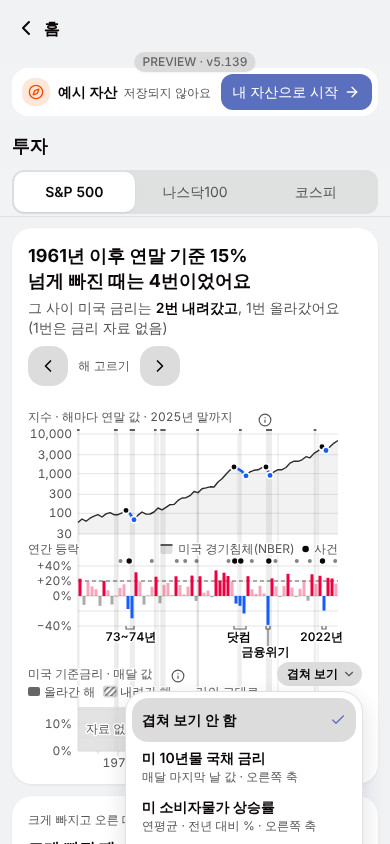 홈
PREVIEW · v5.139
예시 자산 저장되지 않아요 내 자산으로 시작
투자
S&P 500 나스닥100 코스피
1961년 이후 연말 기준 15%
넘게 빠진 때는 4번이었어요
그 사이 미국 금리는 2번 내려갔고, 1번 올라갔어요
(1번은 금리 자료 없음)
해 고르기
지수 · 해마다 연말 값 · 2025년 말까지
10,000
3,000
1,000
300
100
30
연간 등락 미국 경기침체(NBER) 사건
+40%
+20%
0%
−40%
73~74년 닷컴 2022년
금융위기
미국 기준금리 · 매달 값 겹쳐 보기
올라간 해
10% 자료 없
0%
197
겹쳐 보기 안 함
미 10년물 국채 금리
매달 마지막 날 값 · 오른쪽 축
미 소비자물가 상승률
연평균 · 전년 대비 % · 오른쪽 축
크게 빠지고 오른